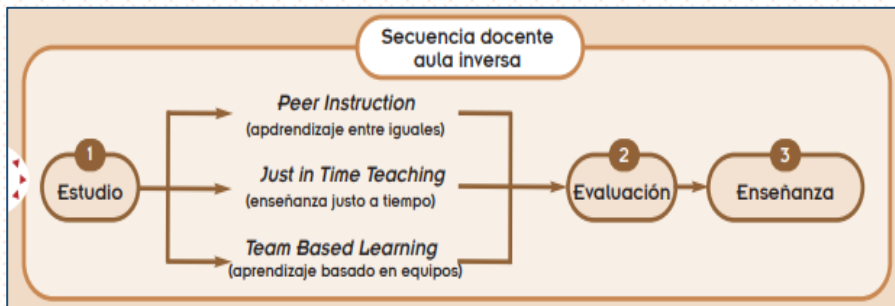 Secuencia docente
aula inversa
Peer Instruction
(apdrendizaje entre iguales)
1
Estudio
Just in Time Teaching
(enseñanza justo a tiempo)
Team Based Learning
(aprendizaje basado en equipos)
2
Evaluación
3
Enseñanza